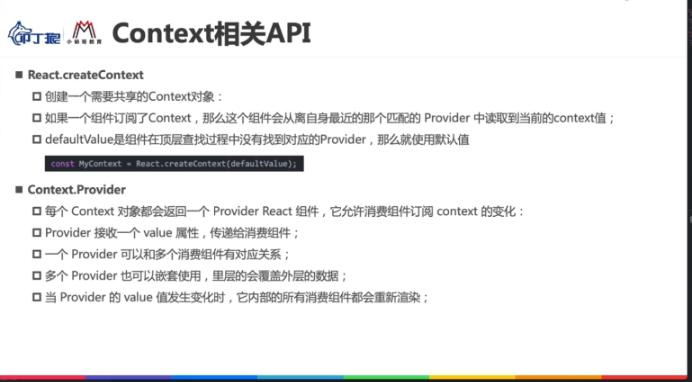 叩丁狼
小码哥教育
Context相关API
React.createContext
创建一个需要共享的Context对象：
如果一个组件订阅了Context，那么这个组件会从离自身最近的那个匹配的 Provider 中读取到当前的context值；
defaultValue是组件在顶层查找过程中没有找到对应的Provider，那么就使用默认值
const MyContext = React.createContext(defaultValue);
Context.Provider
每个 Context 对象都会返回一个 Provider React 组件，它允许消费组件订阅 context 的变化：
Provider 接收一个 value 属性，传递给消费组件；
一个 Provider 可以和多个消费组件有对应关系；
多个 Provider 也可以嵌套使用，里层的会覆盖外层的数据；
当 Provider 的 value 值发生变化时，它内部的所有消费组件都会重新渲染；